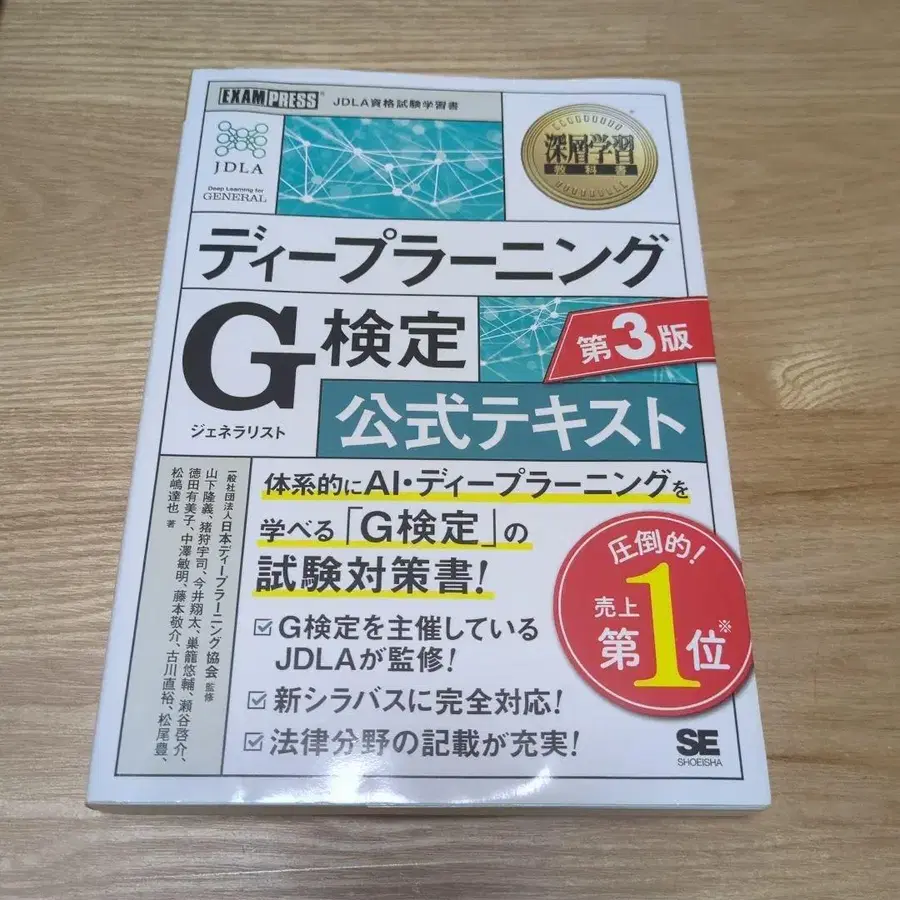 EXAMPRESS®
JDLA資格試験学習書
JDLA
Deep Learning for
GENERAL
深層学習
教科書
ディープラーニング
G検定
ジェネラリスト
第3版
公式テキスト
体系的にAI・ディープラーニングを
学べる「G検定」の
試験対策書!
一般社団法人日本ディープラーニング協会 監修
山下隆義、猪狩宇司、今井翔太、巣籠悠輔、瀬谷啓介、
徳田有美子、中澤敏明、藤本敬介、古川直裕、松尾豊、
松嶋達也 著
圧倒的!
売上
第1位※
☑G検定を主催している
JDLAが監修!
☑新シラバスに完全対応!
☑法律分野の記載が充実!
SE
SHOEISHA